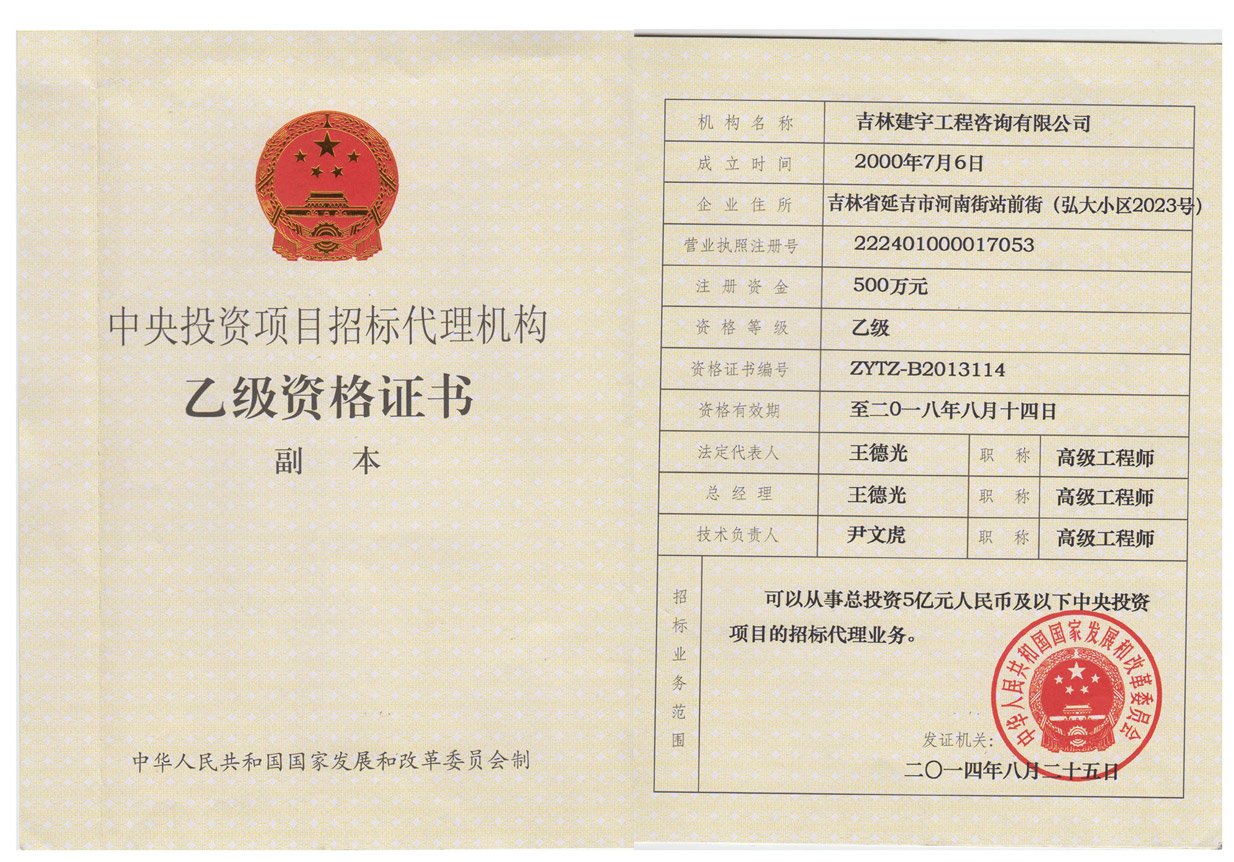 中央投资项目招标代理机构
乙级资格证书
副 本
中华人民共和国国家发展和改革委员会制
机构名称 吉林建宇工程咨询有限公司
成立时间 2000年7月6日
企业住所 吉林省延吉市河南街站前街（弘大小区2023号）
营业执照注册号 222401000017053
注册资金 500万元
资格等级 乙级
资格证书编号 ZYTZ-B2013114
资格有效期 至二0一八年八月十四日
法定代表人 王德光 职称 高级工程师
总经理 王德光 职称 高级工程师
技术负责人 尹文虎 职称 高级工程师
招标业务范围
可以从事总投资5亿元人民币及以下中央投资
项目的招标代理业务。
中华人民共和国国家发展和改革委员会
发证机关：
二〇一四年八月二十五日